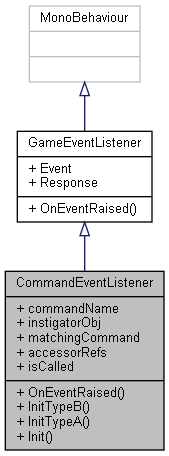 MonoBehaviour
GameEventListener
+ Event
+ Response
+ OnEventRaised()
CommandEventListener
+ commandName
+ instigatorObj
+ matchingCommand
+ accessorRefs
+ isCalled
+ OnEventRaised()
+ InitTypeB()
+ InitTypeA()
+ Init()